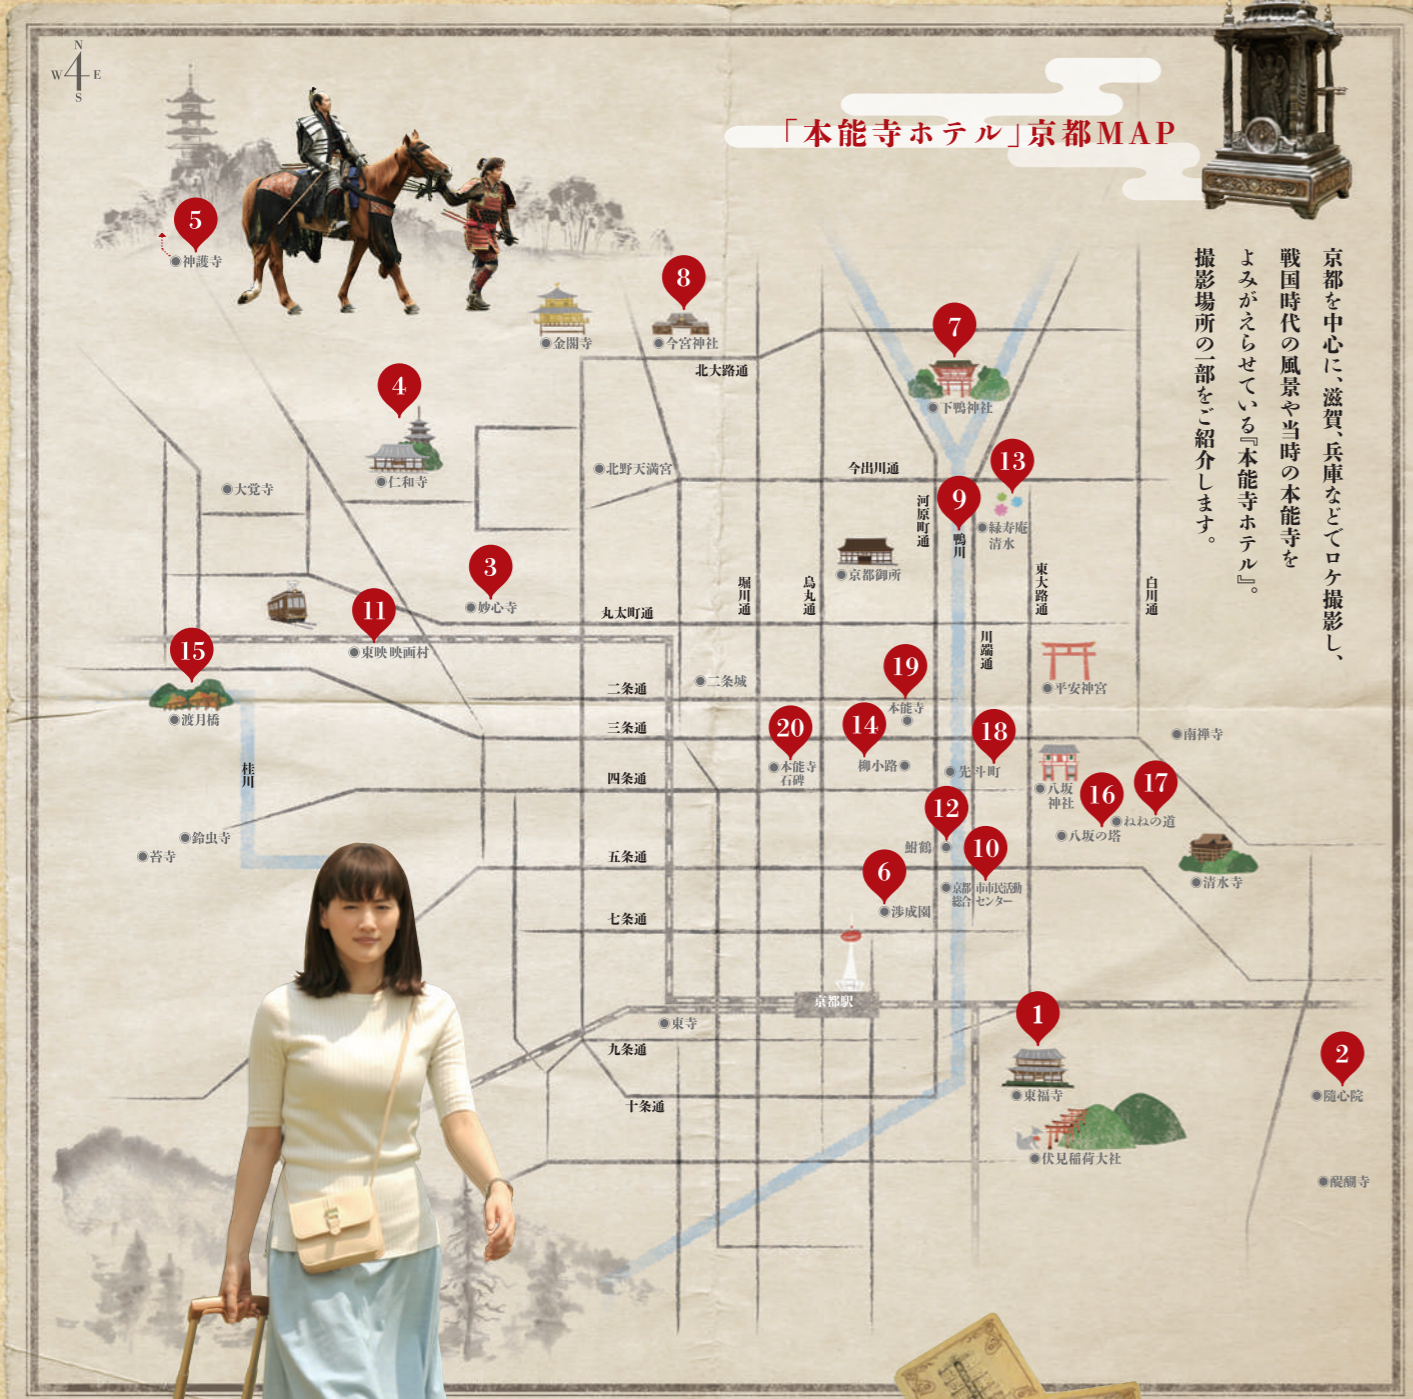 N
W
E
S
「本能寺ホテル」京都MAP
京都を中心に、滋賀、兵庫などでロケ撮影し、
戦国時代の風景や当時の本能寺を
よみがえらせている『本能寺ホテル』。
撮影場所の一部をご紹介します。
5
神護寺
8
金閣寺
今宮神社
7
北大路通
4
下鴨神社
仁和寺
北野天満宮
今出川通
13
大覚寺
9
河原町通
緑寿庵
清水
鴨川
3
京都御所
妙心寺
堀川通
烏丸通
東大路通
白川通
11
丸太町通
東映 映画村
川端通
15
19
二条通
二条城
平安神宮
本能寺
渡月橋
20
14
18
三条通
南禅寺
本能寺
石碑
柳小路
先斗町
桂川
四条通
八坂
神社
16
17
12
ねねの道
八坂の塔
鈴虫寺
苔寺
五条通
鮒鶴
10
6
清水寺
京都市市民活動
総合センター
七条通
渉成園
京都駅
東寺
1
九条通
2
東福寺
随心院
十条通
伏見稲荷大社
醍醐寺